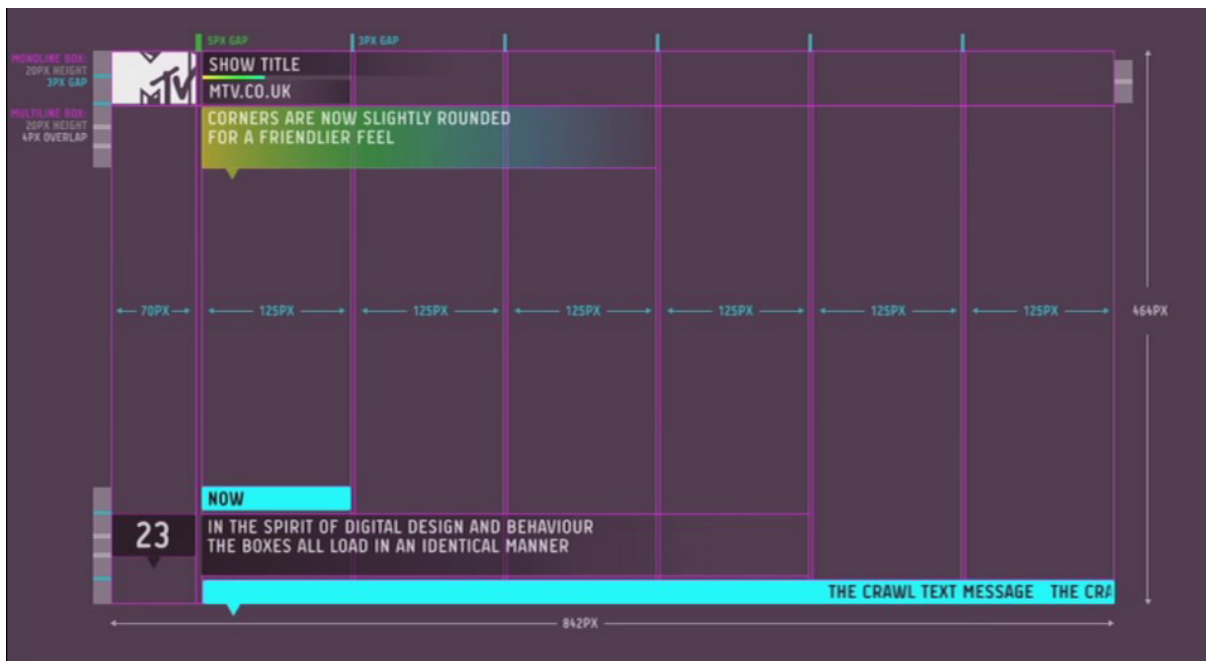 5PX GAP
3PX GAP
MONOLINE BOX:
20PX HEIGHT
3PX GAP
MTV
SHOW TITLE
MTV.CO.UK
MULTILINE BOX:
20PX HEIGHT
4PX OVERLAP
CORNERS ARE NOW SLIGHTLY ROUNDED
FOR A FRIENDLIER FEEL
70PX
125PX
125PX
125PX
125PX
125PX
125PX
464PX
NOW
23
IN THE SPIRIT OF DIGITAL DESIGN AND BEHAVIOUR
THE BOXES ALL LOAD IN AN IDENTICAL MANNER
THE CRAWL TEXT MESSAGE THE CRA
842PX